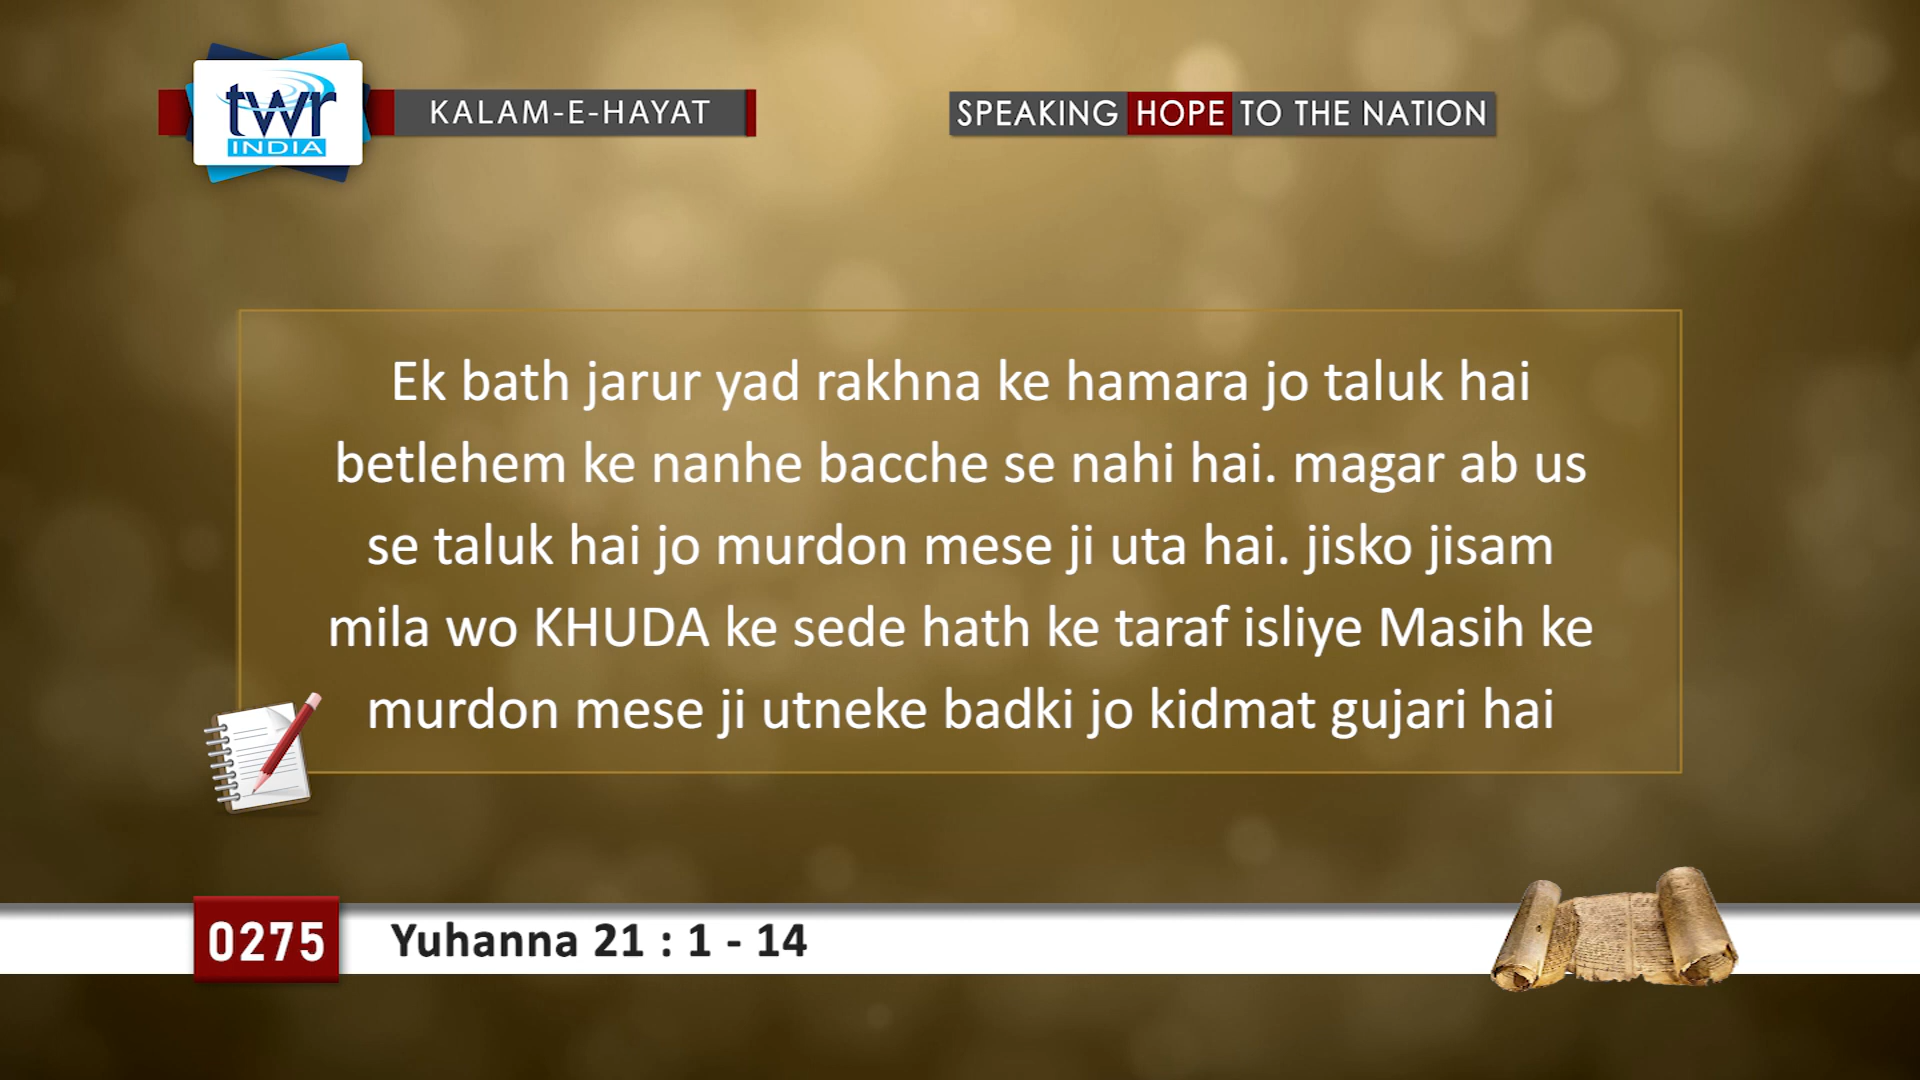 twr
INDIA
KALAM-E-HAYAT
SPEAKING HOPE TO THE NATION
Ek bath jarur yad rakhna ke hamara jo taluk hai
betlehem ke nanhe bacche se nahi hai. magar ab us
se taluk hai jo murdon mese ji uta hai. jisko jisam
mila wo KHUDA ke sede hath ke taraf isliye Masih ke
murdon mese ji utneke badki jo kidmat gujari hai
0275
Yuhanna 21 : 1 - 14